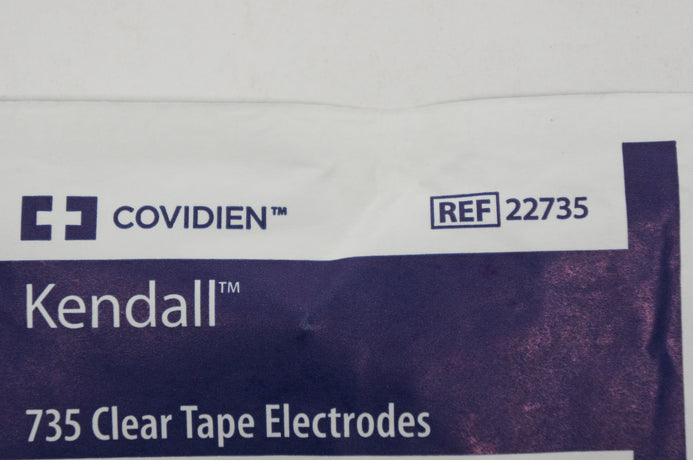 COVIDIEN™ REF 22735
Kendall™
735 Clear Tape Electrodes